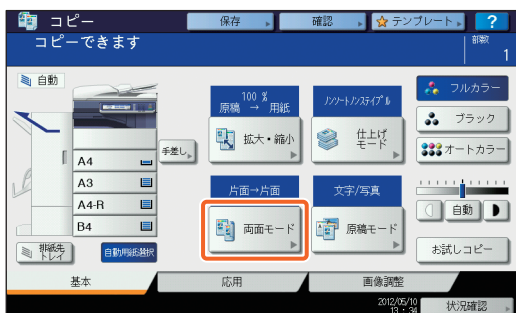 コピー
保存
確認
テンプレート
?
コピーできます
部数
1
自動
100 %
原稿 → 用紙
拡大・縮小
ノンソート/ノンステイプル
仕上げ
モード
フルカラー
ブラック
オートカラー
手差し
A4
A3
A4-R
B4
片面→片面
両面モード
文字/写真
原稿モード
自動
お試しコピー
排紙先
トレイ
自動用紙選択
基本
応用
画像調整
2012/05/10
13:34
状況確認